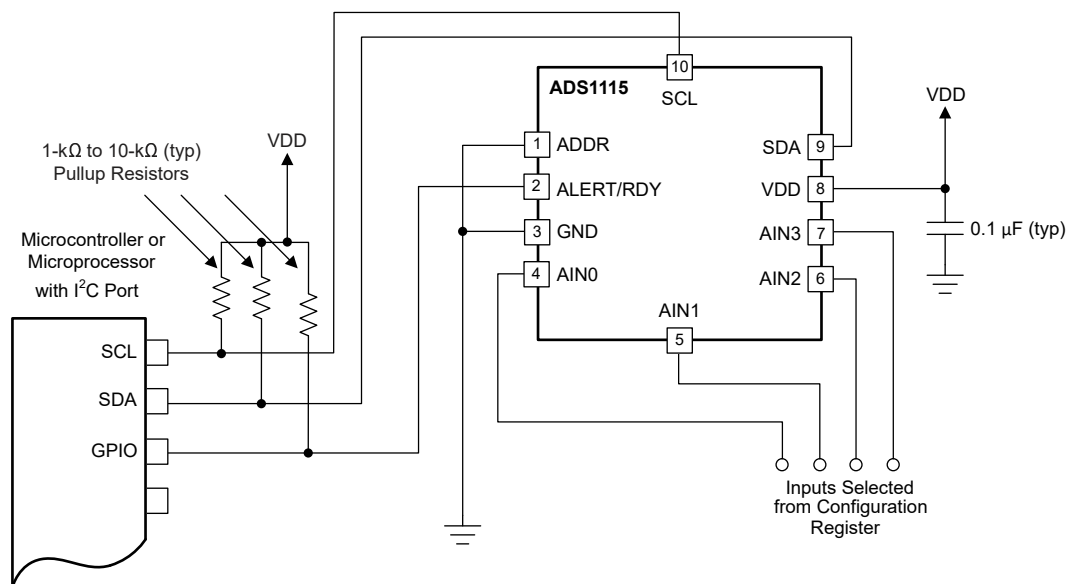 10
ADS1115
SCL
VDD
1-kΩ to 10-kΩ (typ)
Pullup Resistors
VDD
1
ADDR
SDA
9
2
ALERT/RDY
VDD
8
3
GND
AIN3
7
0.1 μF (typ)
4
AIN0
AIN2
6
Microcontroller or
Microprocessor
with I²C Port
AIN1
5
SCL
SDA
GPIO
Inputs Selected
from Configuration
Register